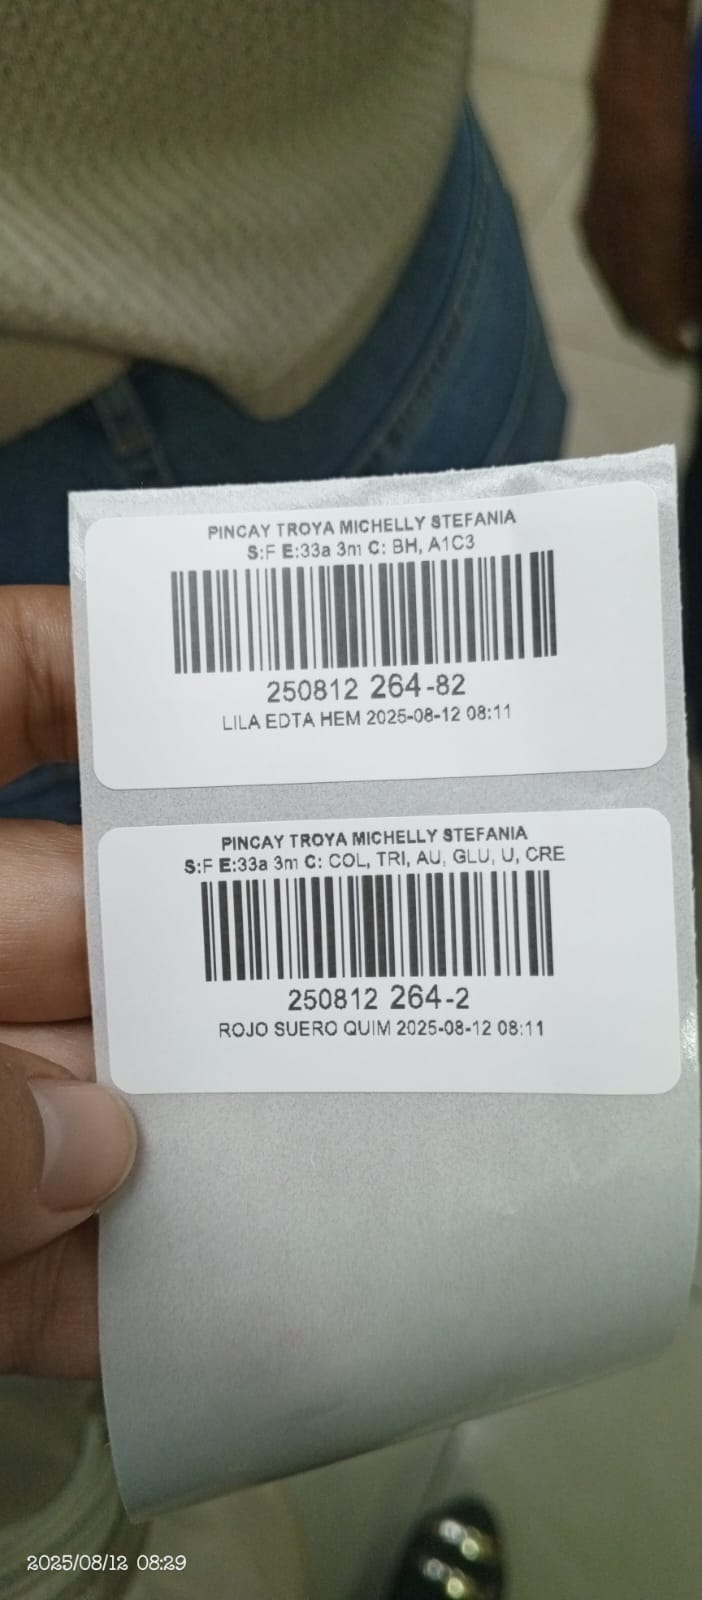 PINCAY TROYA MICHELLY STEFANIA
S:F E:33a 3m C: BH, A1C3
250812 264-82
LILA EDTA HEM 2025-08-12 08:11
PINCAY TROYA MICHELLY STEFANIA
S:F E:33a 3m C: COL, TRI, AU, GLU, U, CRE
250812 264-2
ROJO SUERO QUIM 2025-08-12 08:11
2025/08/12 08:29